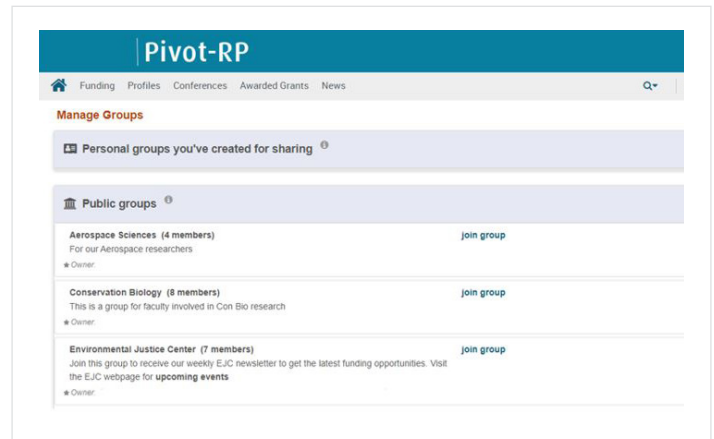 Pivot-RP
Funding Profiles Conferences Awarded Grants News
Manage Groups
Personal groups you've created for sharing
Public groups
Aerospace Sciences (4 members) join group
For our Aerospace researchers
Owner:
Conservation Biology (8 members) join group
This is a group for faculty involved in Con Bio research
Owner:
Environmental Justice Center (7 members) join group
Join this group to receive our weekly EJC newsletter to get the latest funding opportunities. Visit
the EJC webpage for upcoming events
Owner: